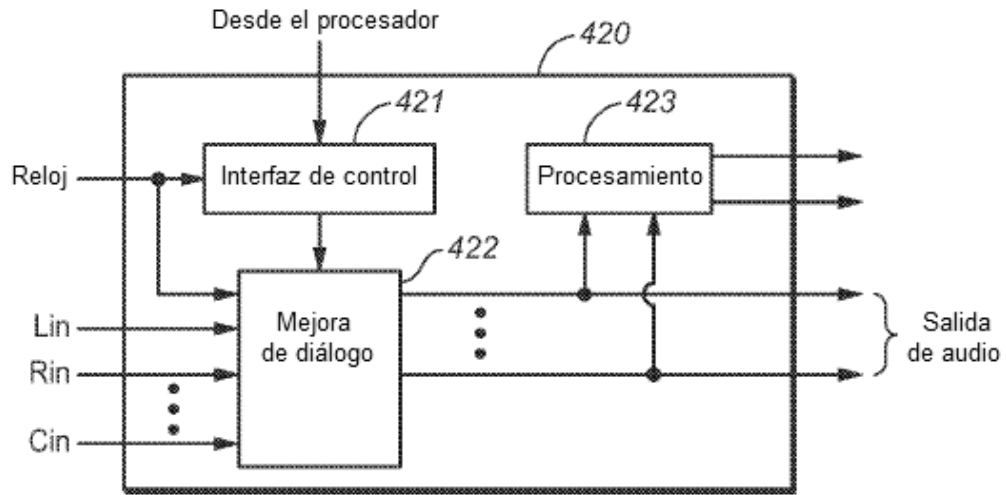 Desde el procesador
420
421
423
Reloj
Interfaz de control
Procesamiento
422
Lin
Mejora
de diálogo
Salida
de audio
Rin
Cin